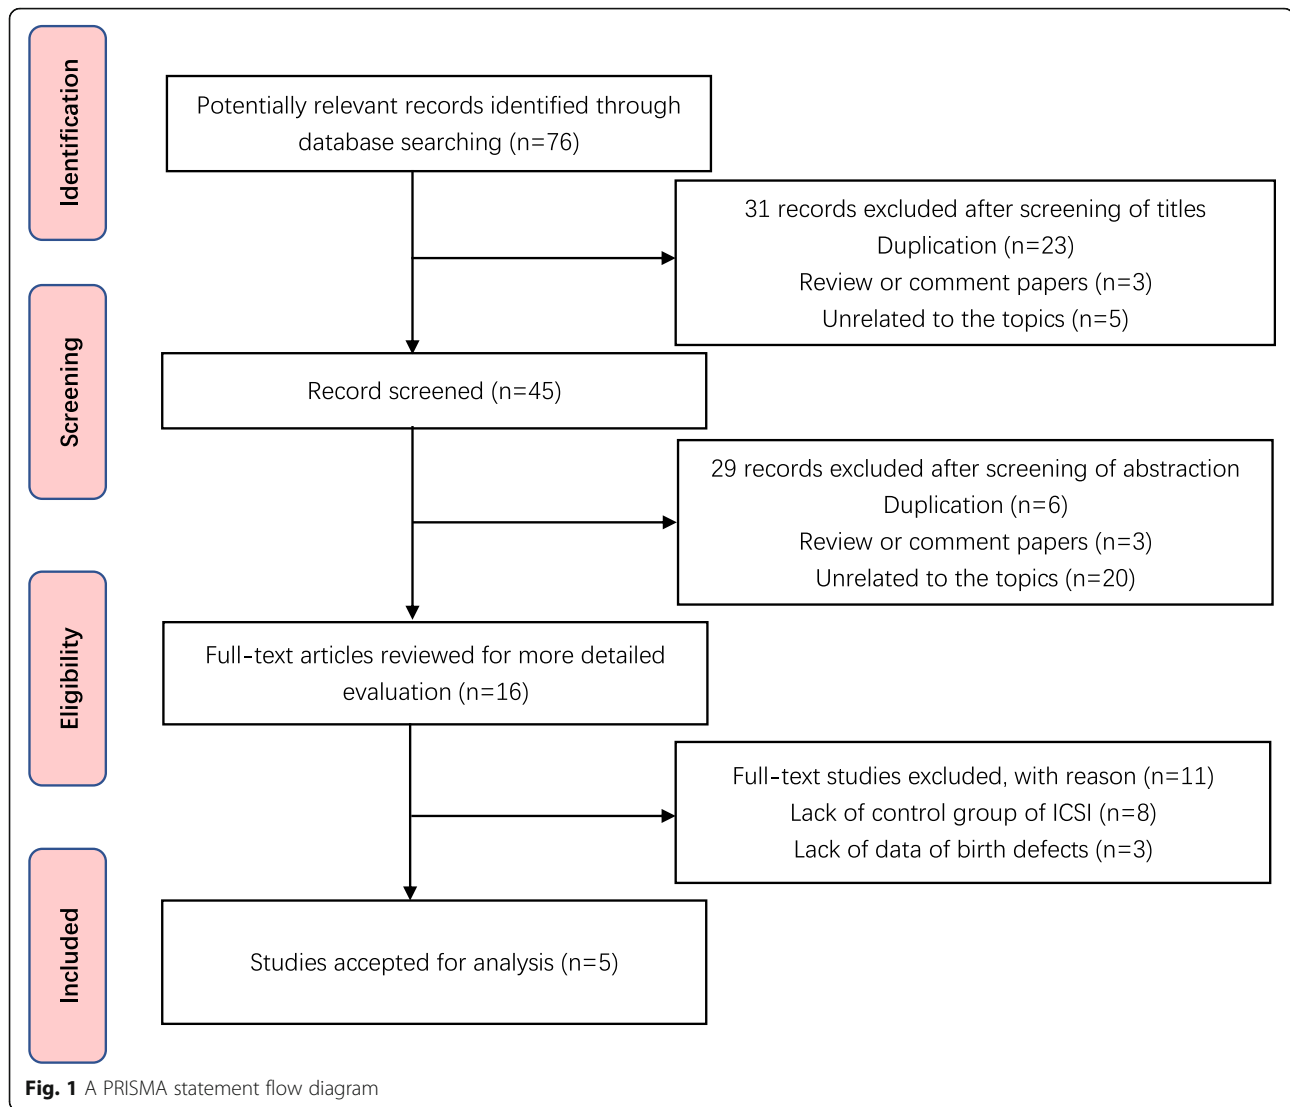 Identification
Potentially relevant records identified through
database searching (n=76)
31 records excluded after screening of titles
Duplication (n=23)
Review or comment papers (n=3)
Unrelated to the topics (n=5)
Screening
Record screened (n=45)
29 records excluded after screening of abstraction
Duplication (n=6)
Review or comment papers (n=3)
Unrelated to the topics (n=20)
Eligibility
Full-text articles reviewed for more detailed
evaluation (n=16)
Full-text studies excluded, with reason (n=11)
Lack of control group of ICSI (n=8)
Lack of data of birth defects (n=3)
Included
Studies accepted for analysis (n=5)
Fig. 1 A PRISMA statement flow diagram